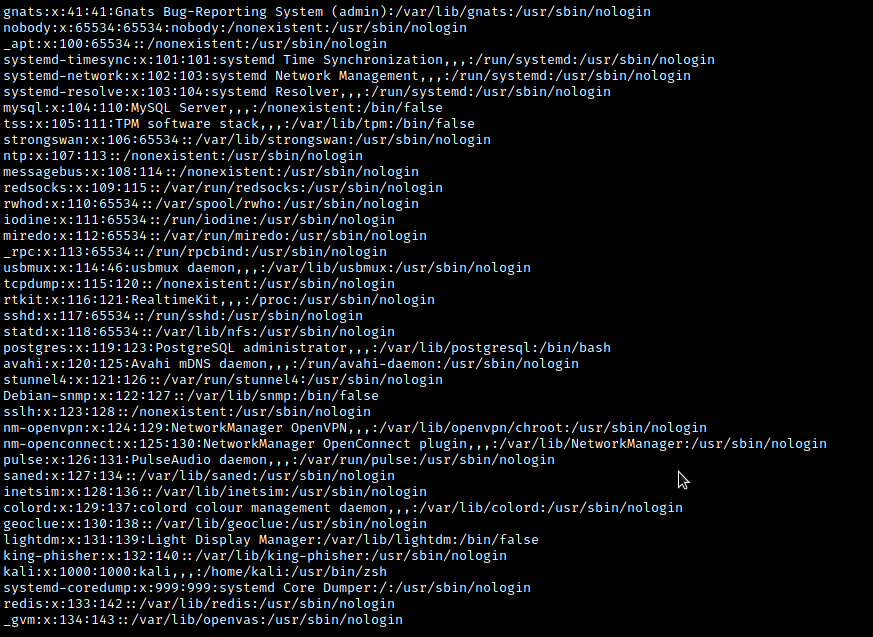 gnats:x:41:41:Gnats Bug-Reporting System (admin):/var/lib/gnats:/usr/sbin/nologin
nobody:x:65534:65534:nobody:/nonexistent:/usr/sbin/nologin
_apt:x:100:65534::/nonexistent:/usr/sbin/nologin
systemd-timesync:x:101:101:systemd Time Synchronization,,,:/run/systemd:/usr/sbin/nologin
systemd-network:x:102:103:systemd Network Management,,,:/run/systemd:/usr/sbin/nologin
systemd-resolve:x:103:104:systemd Resolver,,,:/run/systemd:/usr/sbin/nologin
mysql:x:104:110:MySQL Server,,,:/nonexistent:/bin/false
tss:x:105:111:TPM software stack,,,:/var/lib/tpm:/bin/false
strongswan:x:106:65534::/var/lib/strongswan:/usr/sbin/nologin
ntp:x:107:113::/nonexistent:/usr/sbin/nologin
messagebus:x:108:114::/nonexistent:/usr/sbin/nologin
redsocks:x:109:115::/var/run/redsocks:/usr/sbin/nologin
rwhod:x:110:65534::/var/spool/rwho:/usr/sbin/nologin
iodine:x:111:65534::/run/iodine:/usr/sbin/nologin
miredo:x:112:65534::/var/run/miredo:/usr/sbin/nologin
_rpc:x:113:65534::/run/rpcbind:/usr/sbin/nologin
usbmux:x:114:46:usbmux daemon,,,:/var/lib/usbmux:/usr/sbin/nologin
tcpdump:x:115:120::/nonexistent:/usr/sbin/nologin
rtkit:x:116:121:RealtimeKit,,,:/proc:/usr/sbin/nologin
sshd:x:117:65534::/run/sshd:/usr/sbin/nologin
statd:x:118:65534::/var/lib/nfs:/usr/sbin/nologin
postgres:x:119:123:PostgreSQL administrator,,,:/var/lib/postgresql:/bin/bash
avahi:x:120:125:Avahi mDNS daemon,,,:/run/avahi-daemon:/usr/sbin/nologin
stunnel4:x:121:126::/var/run/stunnel4:/usr/sbin/nologin
Debian-snmp:x:122:127::/var/lib/snmp:/bin/false
sslh:x:123:128::/nonexistent:/usr/sbin/nologin
nm-openvpn:x:124:129:NetworkManager OpenVPN,,,:/var/lib/openvpn/chroot:/usr/sbin/nologin
nm-openconnect:x:125:130:NetworkManager OpenConnect plugin,,,:/var/lib/NetworkManager:/usr/sbin/nologin
pulse:x:126:131:PulseAudio daemon,,,:/var/run/pulse:/usr/sbin/nologin
saned:x:127:134::/var/lib/saned:/usr/sbin/nologin
inetsim:x:128:136::/var/lib/inetsim:/usr/sbin/nologin
colord:x:129:137:colord colour management daemon,,,:/var/lib/colord:/usr/sbin/nologin
geoclue:x:130:138::/var/lib/geoclue:/usr/sbin/nologin
lightdm:x:131:139:Light Display Manager:/var/lib/lightdm:/bin/false
king-phisher:x:132:140::/var/lib/king-phisher:/usr/sbin/nologin
kali:x:1000:1000:kali,,,:/home/kali:/usr/bin/zsh
systemd-coredump:x:999:999:systemd Core Dumper:/:/usr/sbin/nologin
redis:x:133:142::/var/lib/redis:/usr/sbin/nologin
_gvm:x:134:143::/var/lib/openvas:/usr/sbin/nologin